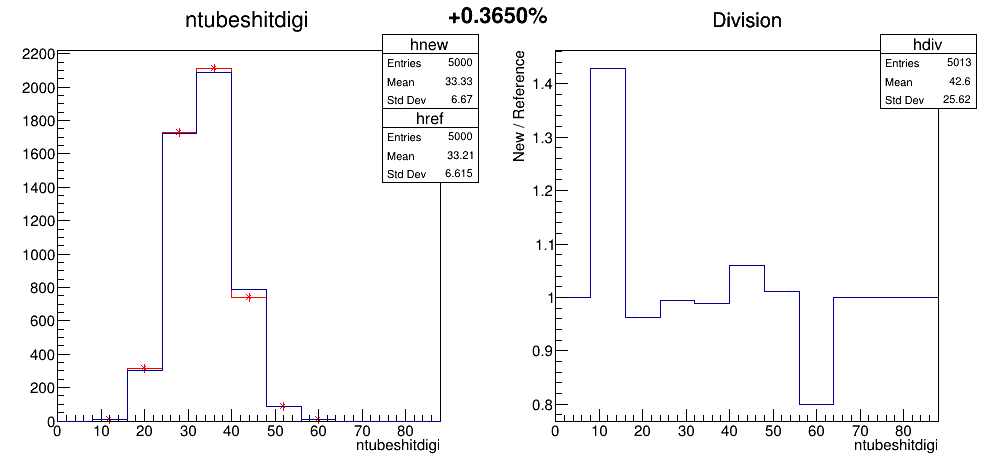 ntubeshitdigi
+0.3650%
Division
hnew
Entries 5000
Mean 33.33
Std Dev 6.67
href
Entries 5000
Mean 33.21
Std Dev 6.615
2200
2000
1800
1600
1400
1200
1000
800
600
400
200
0
0 10 20 30 40 50 60 70 80
ntubeshitdigi
hdiv
Entries 5013
Mean 42.6
Std Dev 25.62
New / Reference
1.4
1.3
1.2
1.1
1
0.9
0.8
0 10 20 30 40 50 60 70 80
ntubeshitdigi